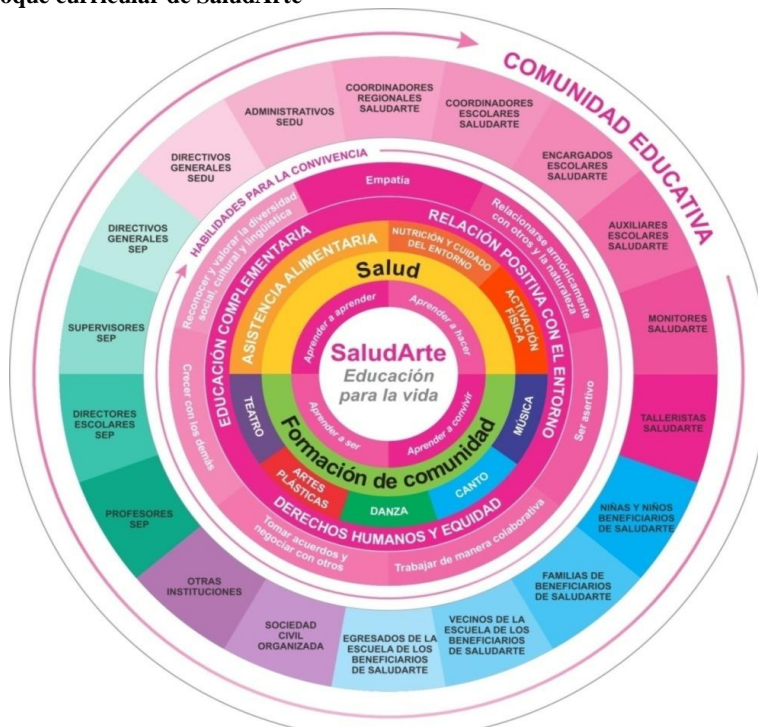 oque curricular de SaludArte
COMUNIDAD EDUCATIVA
COORDINADORES
REGIONALES
SALUDARTE
COORDINADORES
ESCOLARES
SALUDARTE
ENCARGADOS
ESCOLARES
SALUDARTE
AUXILIARES
ESCOLARES
SALUDARTE
MONITORES
SALUDARTE
TALLERISTAS
SALUDARTE
NIÑAS Y NIÑOS
BENEFICIARIOS
DE SALUDARTE
FAMILIAS DE
BENEFICIARIOS
DE SALUDARTE
VECINOS DE LA
ESCUELA DE LOS
BENEFICIARIOS
DE SALUDARTE
EGRESADOS DE LA
ESCUELA DE LOS
BENEFICIARIOS
DE SALUDARTE
SOCIEDAD
CIVIL
ORGANIZADA
OTRAS
INSTITUCIONES
PROFESORES
SEP
DIRECTORES
ESCOLARES
SEP
SUPERVISORES
SEP
DIRECTIVOS
GENERALES
SEP
DIRECTIVOS
GENERALES
SEDU
ADMINISTRATIVOS
SEDU
HABILIDADES PARA LA CONVIVENCIA
Empatía
Relacionarse armónicamente
con otros y la naturaleza
Ser asertivo
Trabajar de manera colaborativa
Tomar acuerdos y
negociar con otros
Crecer con los demás
Reconocer y valorar la diversidad
social, cultural y lingüística
EDUCACIÓN COMPLEMENTARIA
RELACIÓN POSITIVA CON EL ENTORNO
DERECHOS HUMANOS Y EQUIDAD
ASISTENCIA ALIMENTARIA
NUTRICIÓN Y CUIDADO
DEL ENTORNO
ACTIVACIÓN
FÍSICA
MÚSICA
CANTO
DANZA
ARTES
PLÁSTICAS
TEATRO
Salud
Formación de comunidad
Aprender a aprender
Aprender a hacer
Aprender a convivir
Aprender a ser
SaludArte
Educación
para la vida